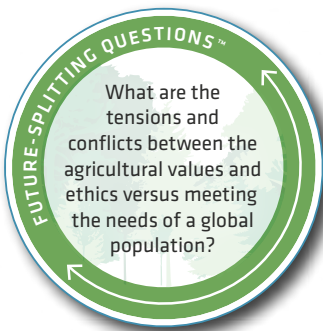 FUTURE-SPLITTING QUESTIONS™
What are the
tensions and
conflicts between the
agricultural values and
ethics versus meeting
the needs of a global
population?